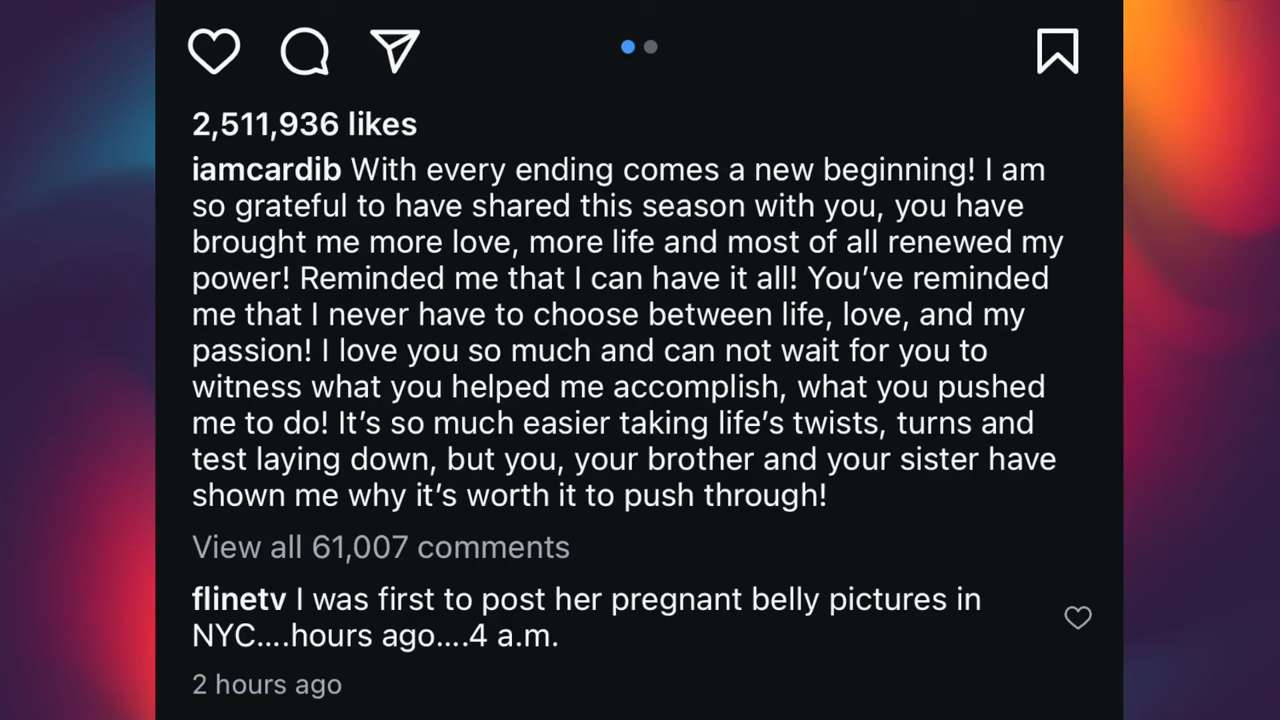 2,511,936 likes
iamcardib With every ending comes a new beginning! I am
so grateful to have shared this season with you, you have
brought me more love, more life and most of all renewed my
power! Reminded me that I can have it all! You’ve reminded
me that I never have to choose between life, love, and my
passion! I love you so much and can not wait for you to
witness what you helped me accomplish, what you pushed
me to do! It’s so much easier taking life’s twists, turns and
test laying down, but you, your brother and your sister have
shown me why it’s worth it to push through!
View all 61,007 comments
flinetv I was first to post her pregnant belly pictures in
NYC....hours ago....4 a.m.
2 hours ago